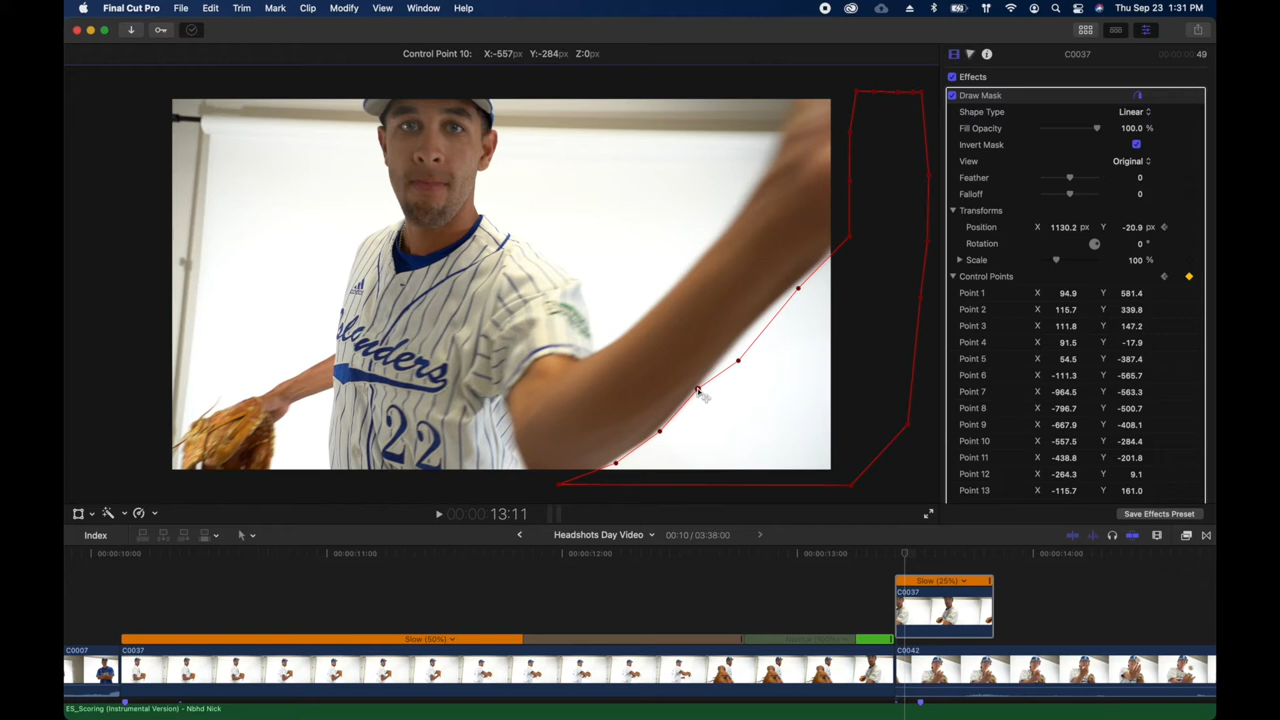 Final Cut Pro File Edit Trim Mark Clip Modify View Window Help Thu Sep 23 1:31 PM
Control Point 10: X:-557px Y:-284px Z:0px
C0037 00:00:00:00 49
Effects
Draw Mask
Shape Type Linear
Fill Opacity 100.0 %
Invert Mask
View Original
Feather 0
Falloff 0
Transforms
Position X 1130.2 px Y -20.9 px
Rotation 0 °
Scale 100 %
Control Points
Point 1 X 94.9 Y 581.4
Point 2 X 115.7 Y 339.8
Point 3 X 111.8 Y 147.2
Point 4 X 91.5 Y -17.9
Point 5 X 54.5 Y -387.4
Point 6 X -111.3 Y -565.7
Point 7 X -964.5 Y -563.3
Point 8 X -796.7 Y -500.7
Point 9 X -667.9 Y -408.1
Point 10 X -557.5 Y -284.4
Point 11 X -438.8 Y -201.8
Point 12 X -264.3 Y 9.1
Point 13 X -115.7 Y 161.0
22
00:00:13:11
Save Effects Preset
Index Headshots Day Video 00:10 / 03:38:00
00:00:10:00 00:00:11:00 00:00:12:00 00:00:13:00 00:00:14:00
Slow (25%)
C0037
Slow (50%) Normal (100%)
C0007 C0037 C0042
ES_Scoring (Instrumental Version) - Nbhd Nick